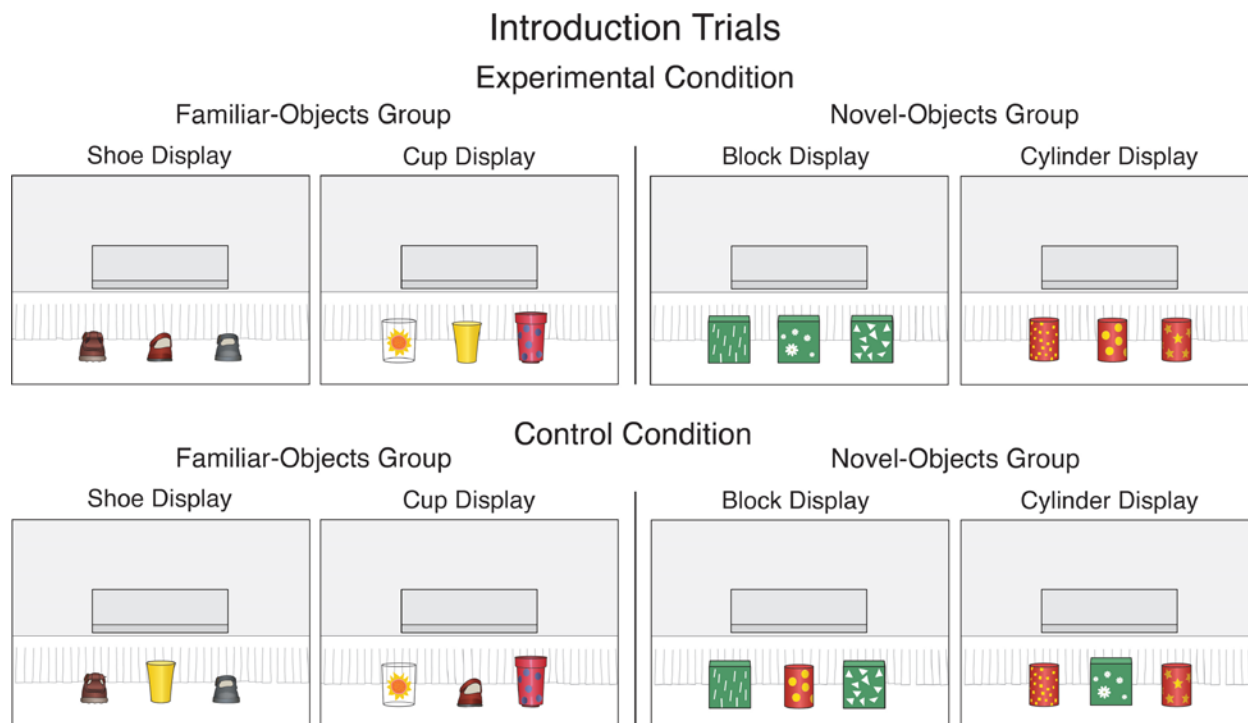 Introduction Trials
Experimental Condition
Familiar-Objects Group
Novel-Objects Group
Shoe Display
Cup Display
Block Display
Cylinder Display
Control Condition
Familiar-Objects Group
Novel-Objects Group
Shoe Display
Cup Display
Block Display
Cylinder Display